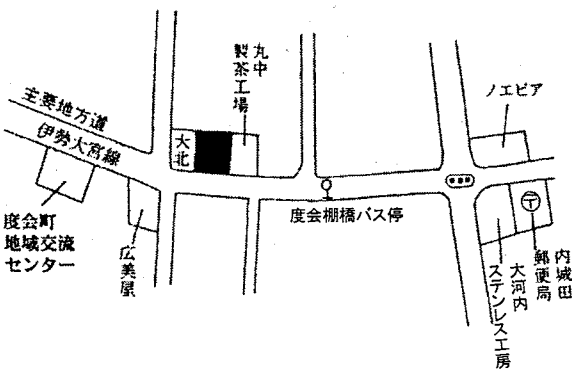 丸中
製茶工場
ノエビア
主要地方道
伊勢大宮線
大北
度会棚橋バス停
度会町
地域交流
センター
広美屋
内城田
郵便局
大河内
ステンレス工房